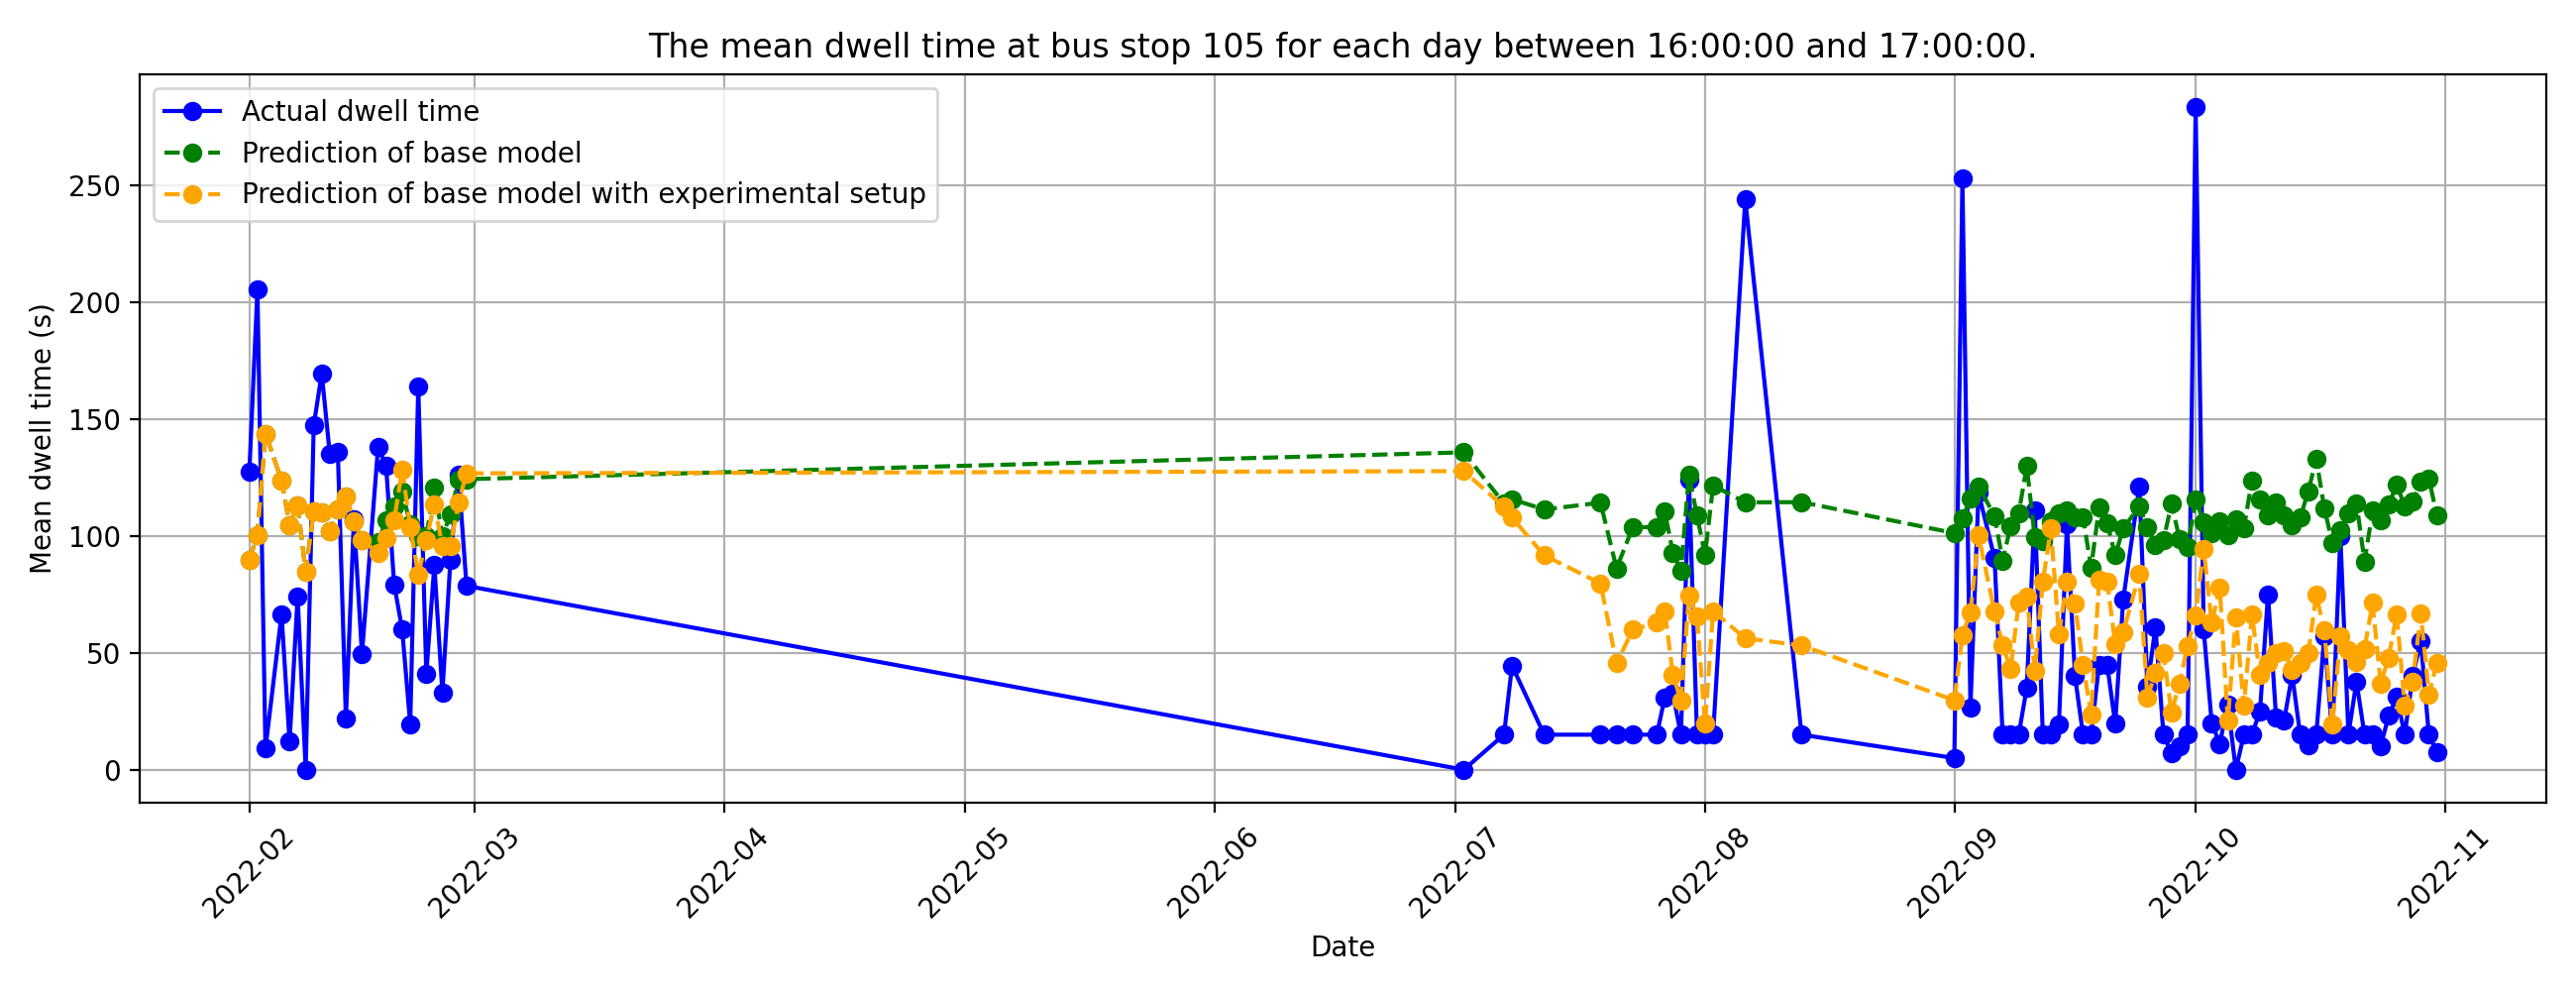 The mean dwell time at bus stop 105 for each day between 16:00:00 and 17:00:00.
Actual dwell time
Prediction of base model
Prediction of base model with experimental setup
Mean dwell time (s)
250
200
150
100
50
0
2022-02
2022-03
2022-04
2022-05
2022-06
2022-07
2022-08
2022-09
2022-10
2022-11
Date